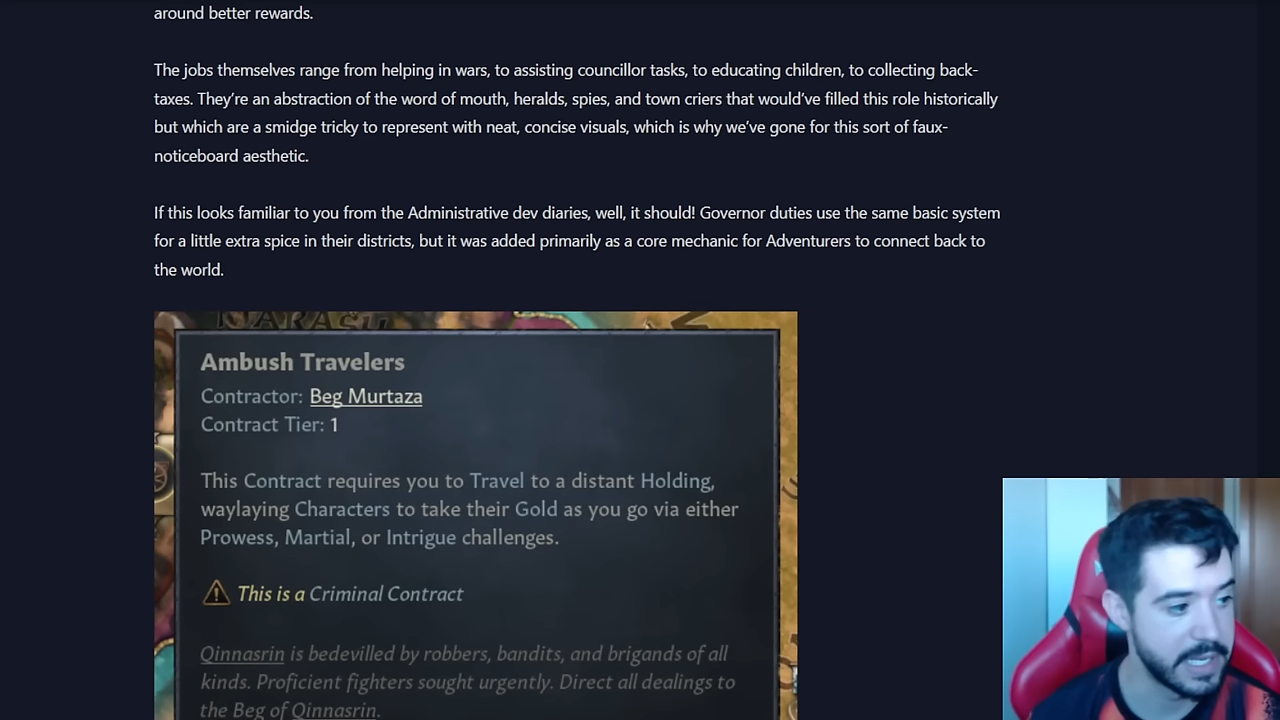 around better rewards.
The jobs themselves range from helping in wars, to assisting councillor tasks, to educating children, to collecting back-
taxes. They're an abstraction of the word of mouth, heralds, spies, and town criers that would've filled this role historically
but which are a smidge tricky to represent with neat, concise visuals, which is why we've gone for this sort of faux-
noticeboard aesthetic.
If this looks familiar to you from the Administrative dev diaries, well, it should! Governor duties use the same basic system
for a little extra spice in their districts, but it was added primarily as a core mechanic for Adventurers to connect back to
the world.
Ambush Travelers
Contractor: Beg Murtaza
Contract Tier: 1
This Contract requires you to Travel to a distant Holding,
waylaying Characters to take their Gold as you go via either
Prowess, Martial, or Intrigue challenges.
This is a Criminal Contract
Qinnasrin is bedevilled by robbers, bandits, and brigands of all
kinds. Proficient fighters sought urgently. Direct all dealings to
the Beg of Qinnasrin.